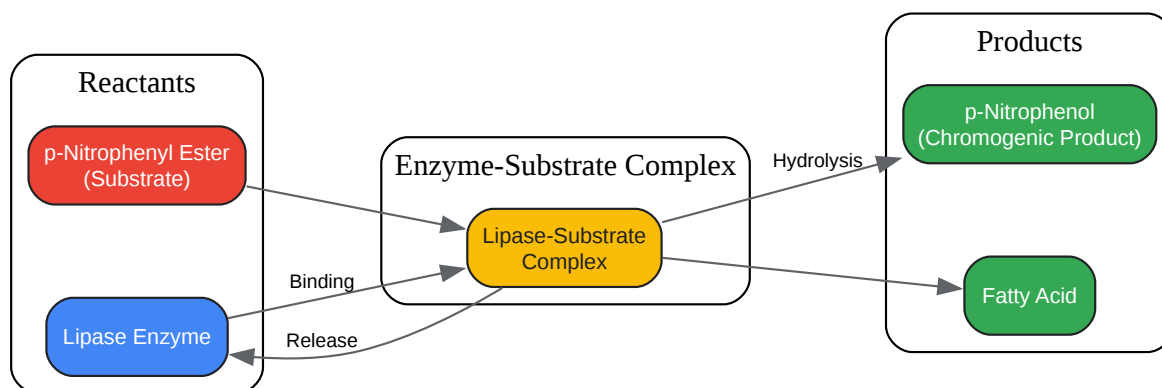 Reactants
p-Nitrophenyl Ester
(Substrate)
Lipase Enzyme
Binding
Release
Enzyme-Substrate Complex
Lipase-Substrate
Complex
Hydrolysis
Products
p-Nitrophenol
(Chromogenic Product)
Fatty Acid